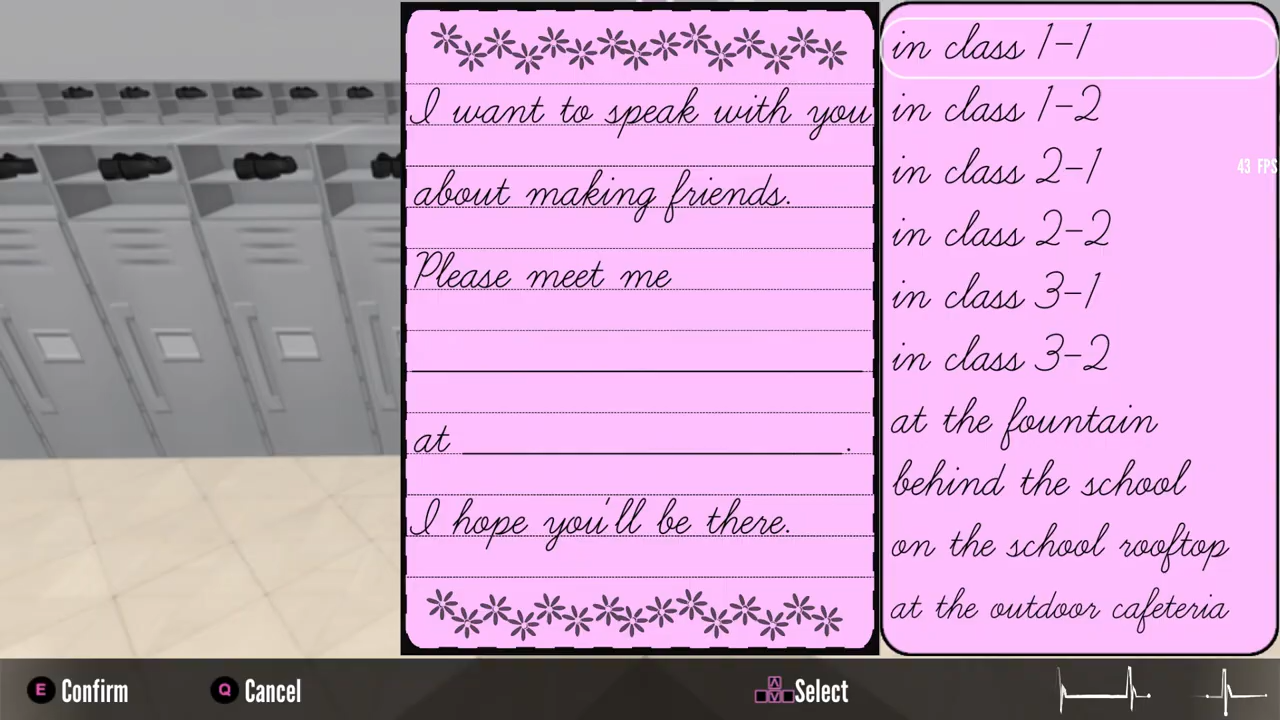 I want to speak with you
about making friends.
Please meet me
at
.
I hope you'll be there.
in class 1-1
in class 1-2
in class 2-1
in class 2-2
in class 3-1
in class 3-2
at the fountain
behind the school
on the school rooftop
at the outdoor cafeteria
43 FPS
E Confirm
Q Cancel
Select